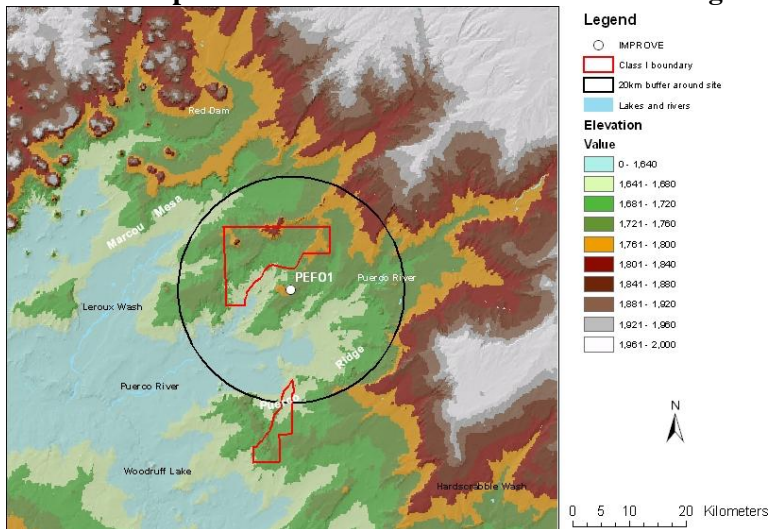 Red Dam
Marcou Mesa
PEFO1
Puerco River
Leroux Wash
Ridge
Puerco River
Puerco
Woodruff Lake
Hardscrabble Wash
Legend
IMPROVE
Class I boundary
20km buffer around site
Lakes and rivers
Elevation
Value
0 - 1,640
1,641 - 1,680
1,681 - 1,720
1,721 - 1,760
1,761 - 1,800
1,801 - 1,840
1,841 - 1,880
1,881 - 1,920
1,921 - 1,960
1,961 - 2,000
N
0 5 10 20 Kilometers